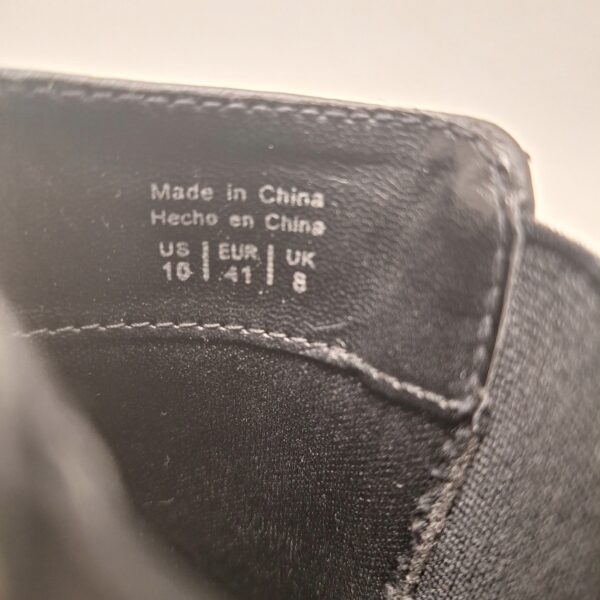 Made in China
Hecho en China
US | EUR | UK
10 | 41 | 8